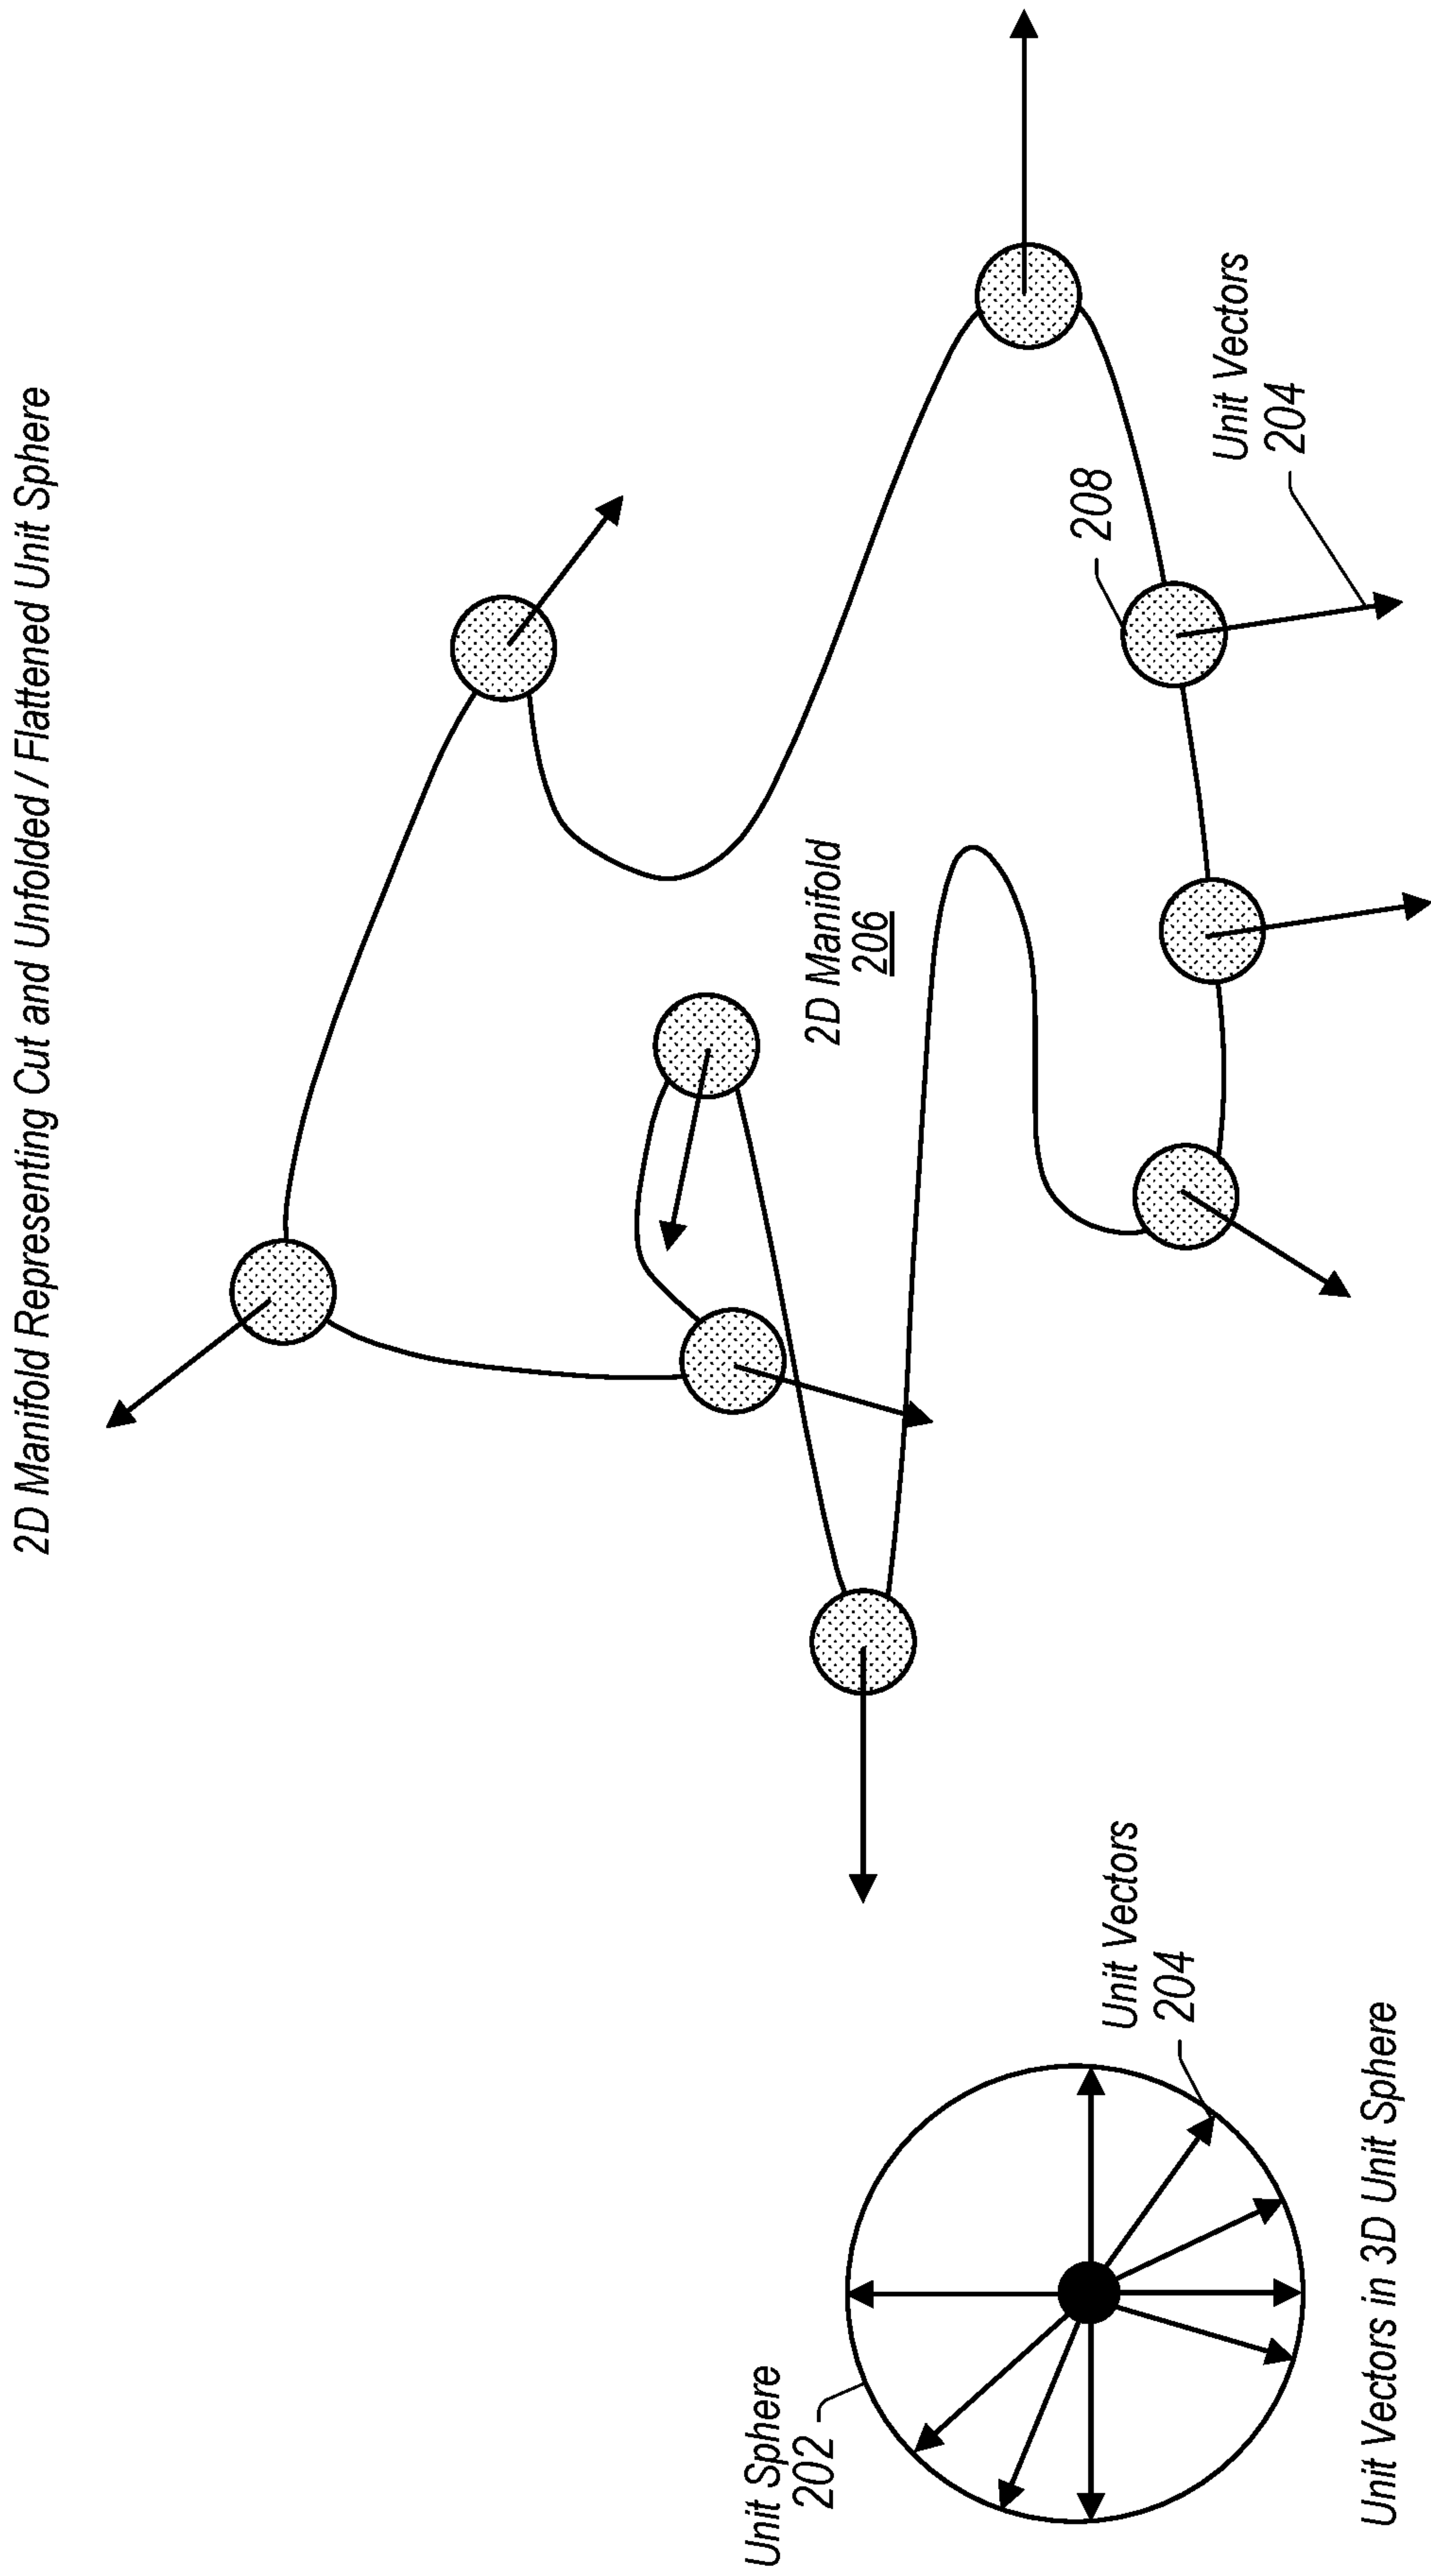 2D Manifold Representing Cut and Unfolded / Flattened Unit Sphere
Unit Sphere
202
Unit Vectors
204
Unit Vectors in 3D Unit Sphere
2D Manifold
206
208
Unit Vectors
204